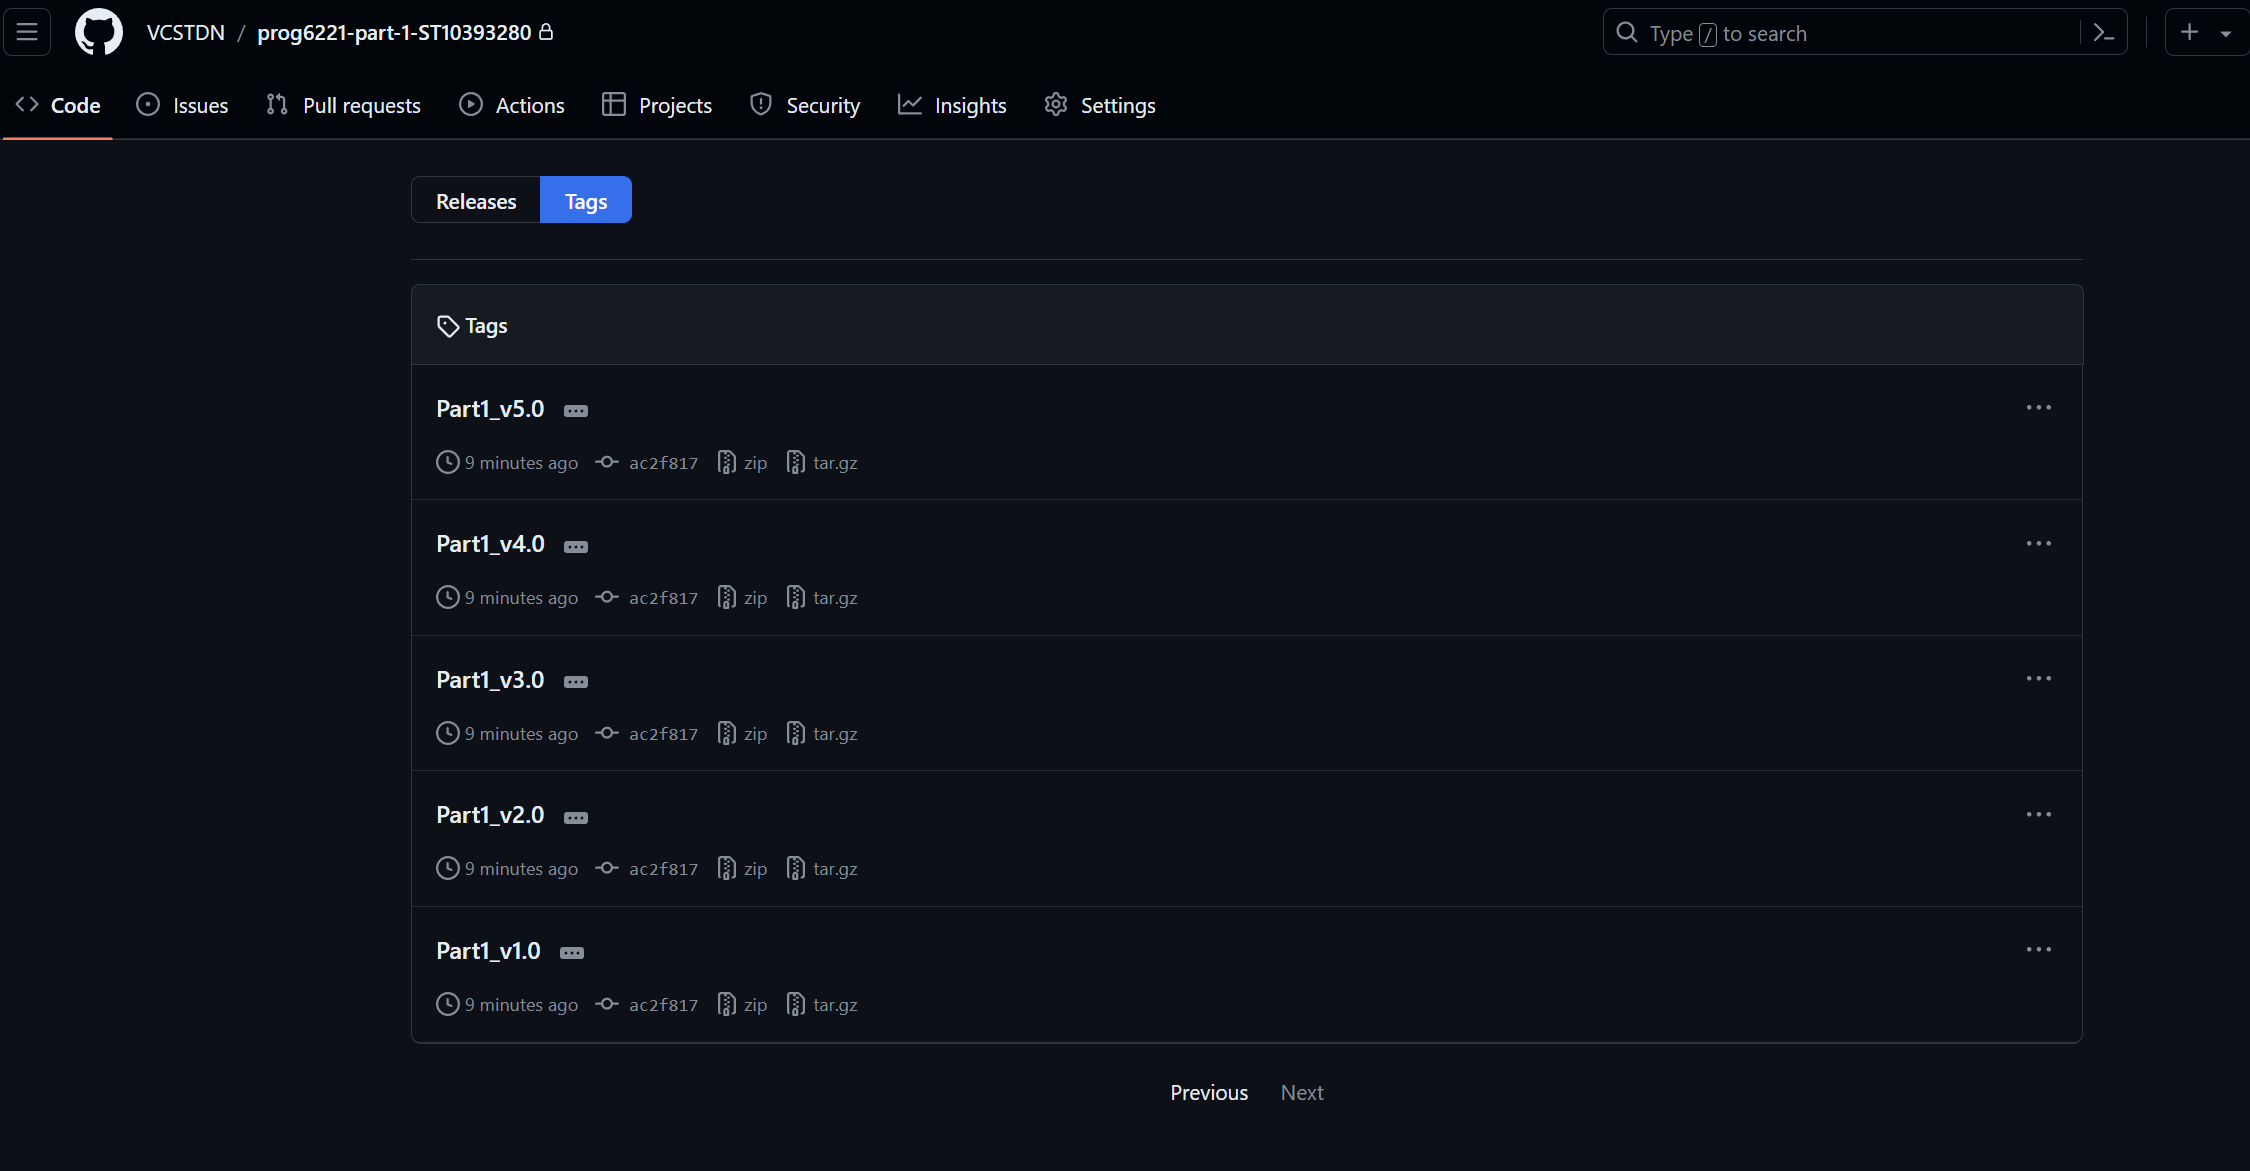 VCSTDN / prog6221-part-1-ST10393280
Type / to search
Code Issues Pull requests Actions Projects Security Insights Settings
Releases Tags
Tags
Part1_v5.0
9 minutes ago ac2f817 zip tar.gz
Part1_v4.0
9 minutes ago ac2f817 zip tar.gz
Part1_v3.0
9 minutes ago ac2f817 zip tar.gz
Part1_v2.0
9 minutes ago ac2f817 zip tar.gz
Part1_v1.0
9 minutes ago ac2f817 zip tar.gz
Previous Next